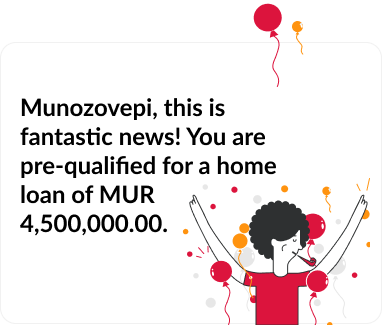 Munozovepi, this is
fantastic news! You are
pre-qualified for a home
loan of MUR
4,500,000.00.